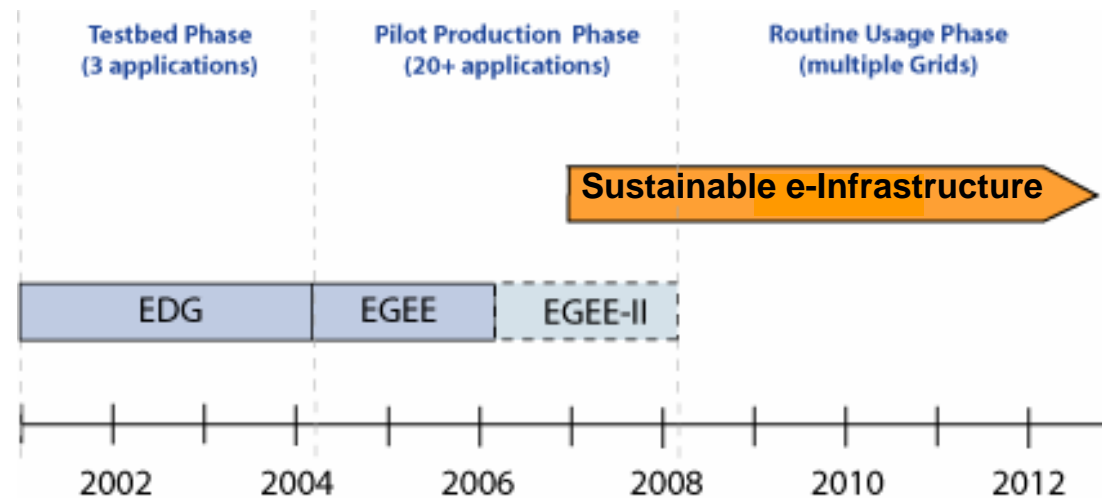 Testbed Phase
(3 applications)
Pilot Production Phase
(20+ applications)
Routine Usage Phase
(multiple Grids)
Sustainable e-Infrastructure
EDG
EGEE
EGEE-II
2002
2004
2006
2008
2010
2012